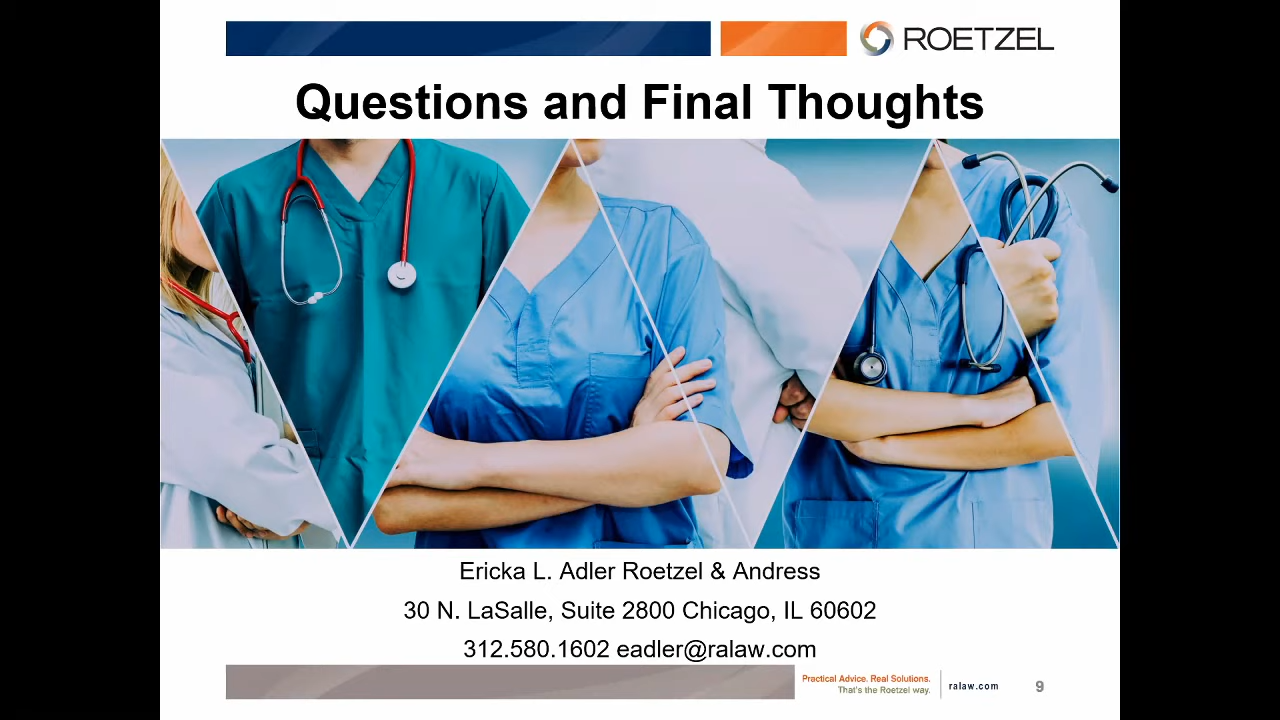 ROETZEL
Questions and Final Thoughts
Ericka L. Adler Roetzel & Andress
30 N. LaSalle, Suite 2800 Chicago, IL 60602
312.580.1602 eadler@ralaw.com
Practical Advice. Real Solutions.
That's the Roetzel way.
ralaw.com
9